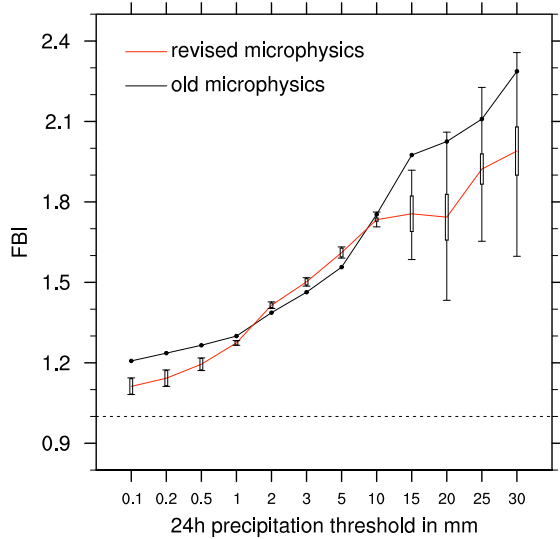 2.4
2.1
1.8
1.5
1.2
0.9
FBI
revised microphysics
old microphysics
0.1 0.2 0.5 1 2 3 5 10 15 20 25 30
24h precipitation threshold in mm